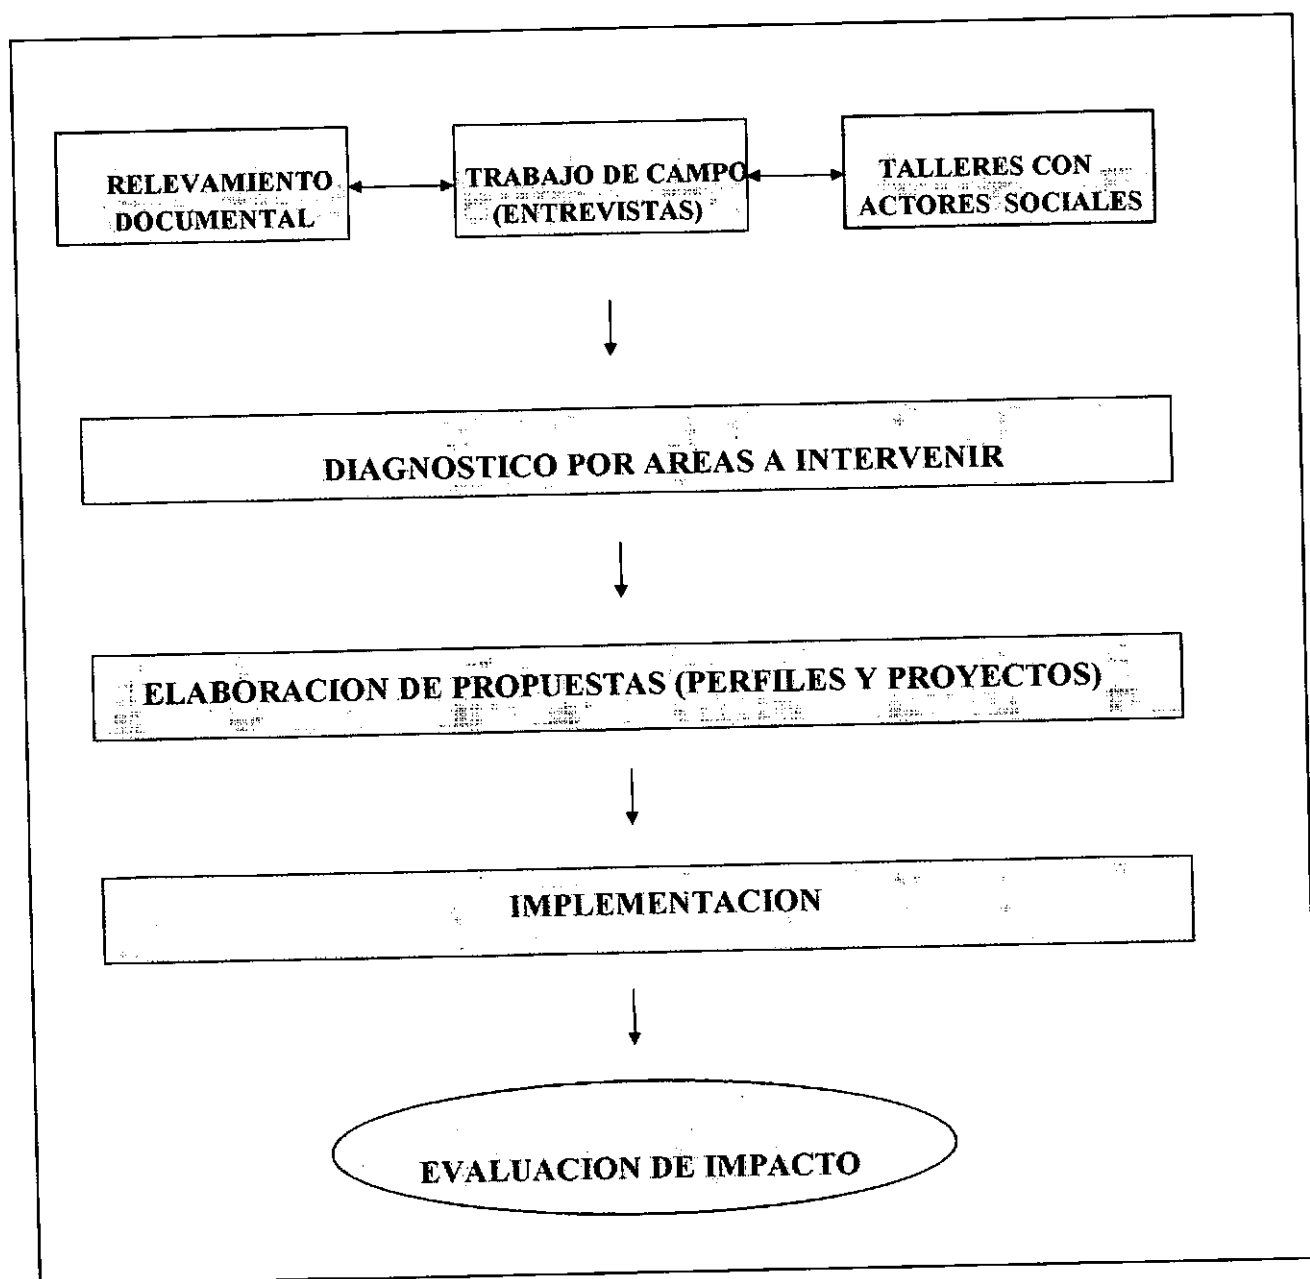 RELEVAMIENTO
DOCUMENTAL
TRABAJO DE CAMPO
(ENTREVISTAS)
TALLERES CON
ACTORES SOCIALES
DIAGNOSTICO POR AREAS A INTERVENIR
ELABORACION DE PROPUESTAS (PERFILES Y PROYECTOS)
IMPLEMENTACION
EVALUACION DE IMPACTO